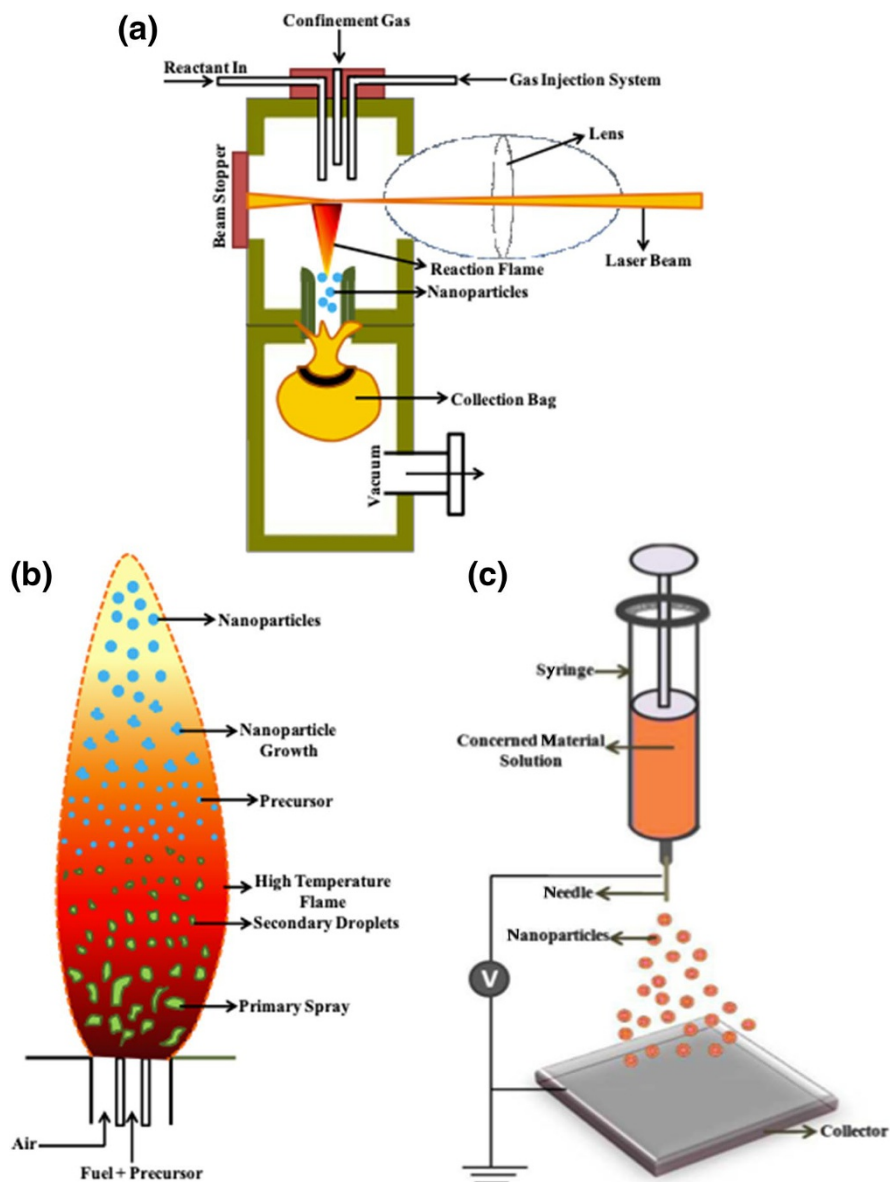 (a)
Confinement Gas
Reactant In
Gas Injection System
Lens
Beam Stopper
Laser Beam
Reaction Flame
Nanoparticles
Collection Bag
Vacuum
(b)
Nanoparticles
Nanoparticle
Growth
Precursor
High Temperature
Flame
Secondary Droplets
Primary Spray
Air
Fuel + Precursor
(c)
Syringe
Concerned Material
Solution
Needle
Nanoparticles
V
Collector